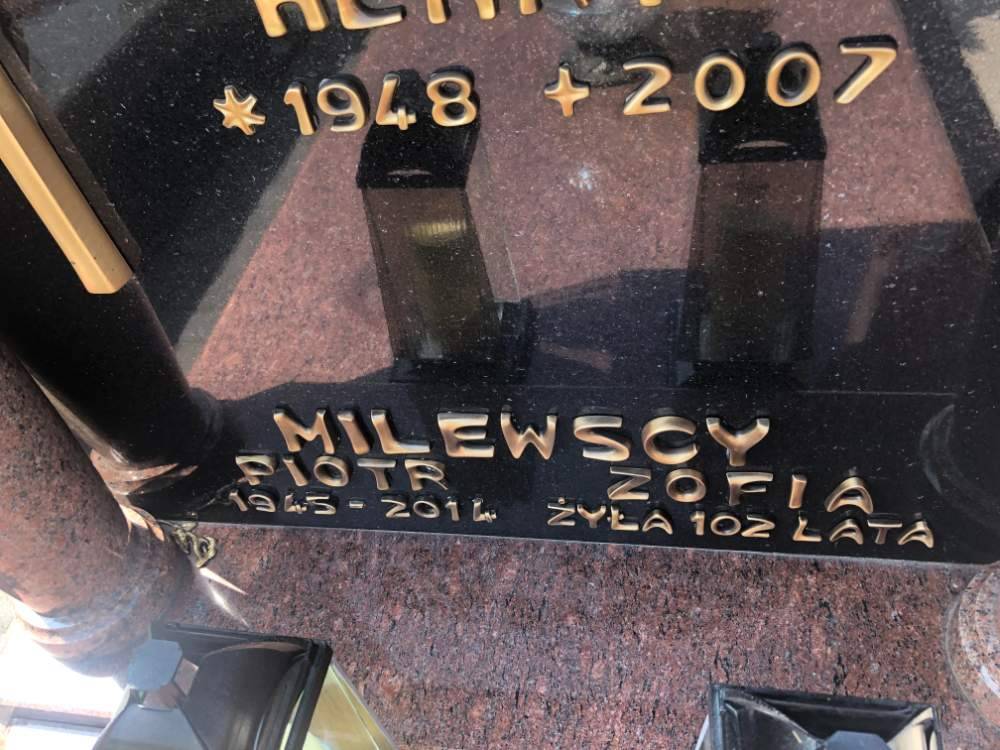 * 1948 + 2007
MILEWSCY
PIOTR ZOFIA
1945 - 2014 ŻYŁA 102 LATA